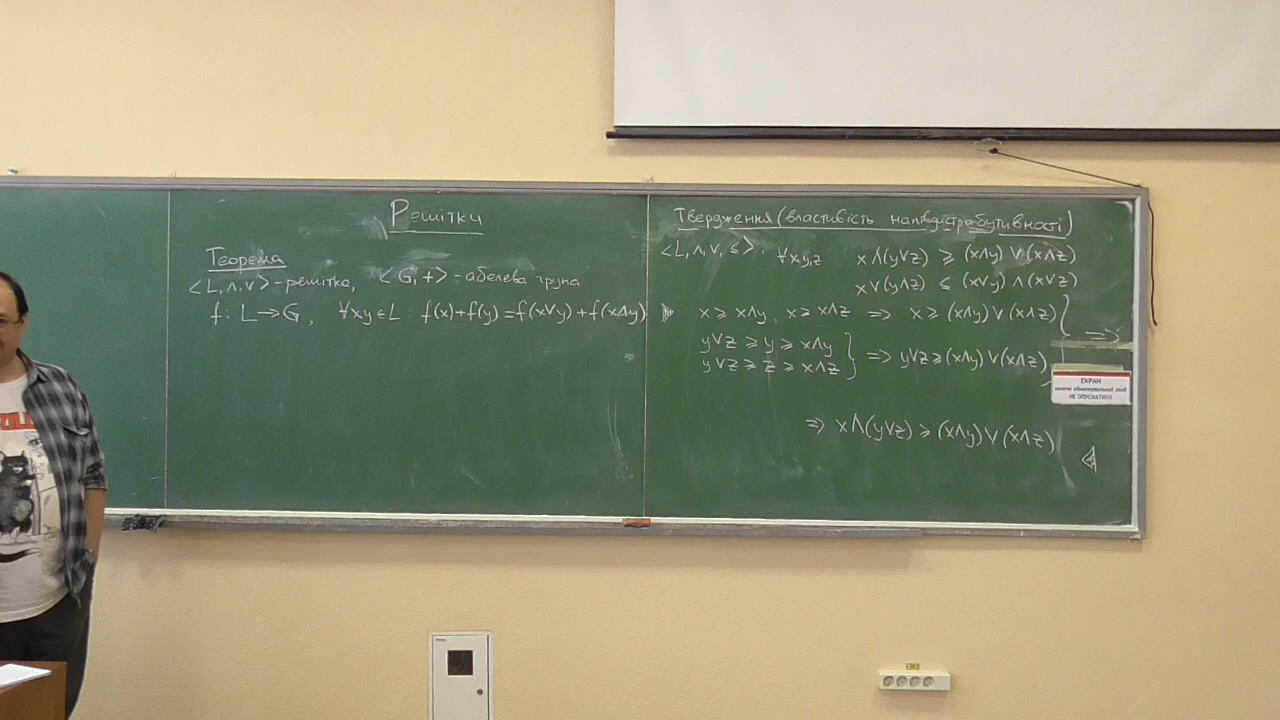 Решітки
Теорема
<L, ∧, ∨> - решітка, <G, +> - абелева група
f: L → G, ∀x,y ∈ L: f(x)+f(y)=f(x∨y)+f(x∧y)
Твердження (властивість напівдистрибутивності)
<L, ∧, ∨, ≤>: ∀x,y,z x∧(y∨z) ≥ (x∧y)∨(x∧z)
x∨(y∧z) ≤ (x∨y)∧(x∨z)
x ≥ x∧y, x ≥ x∧z ⇒ x ≥ (x∧y)∨(x∧z)
y∨z ≥ y ≥ x∧y
y∨z ≥ z ≥ x∧z } ⇒ y∨z ≥ (x∧y)∨(x∧z) } ⇒
⇒ x∧(y∨z) ≥ (x∧y)∨(x∧z)
ЕКРАН
НЕ ОПУСКАТИ!!!